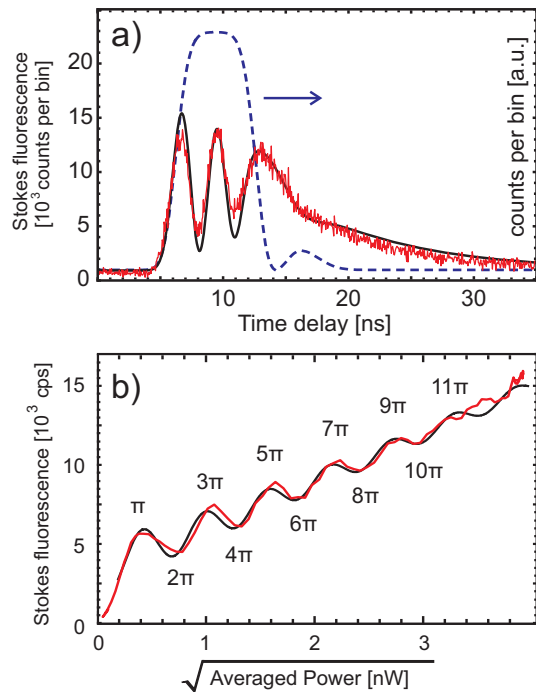 a)
Stokes fluorescence
[10³ counts per bin]
20
15
10
5
0
counts per bin [a.u.]
10 20 30
Time delay [ns]
b)
Stokes fluorescence [10³ cps]
15
10
5
0
π
2π
3π
4π
5π
6π
7π
8π
9π
10π
11π
0 1 2 3
√Averaged Power [nW]